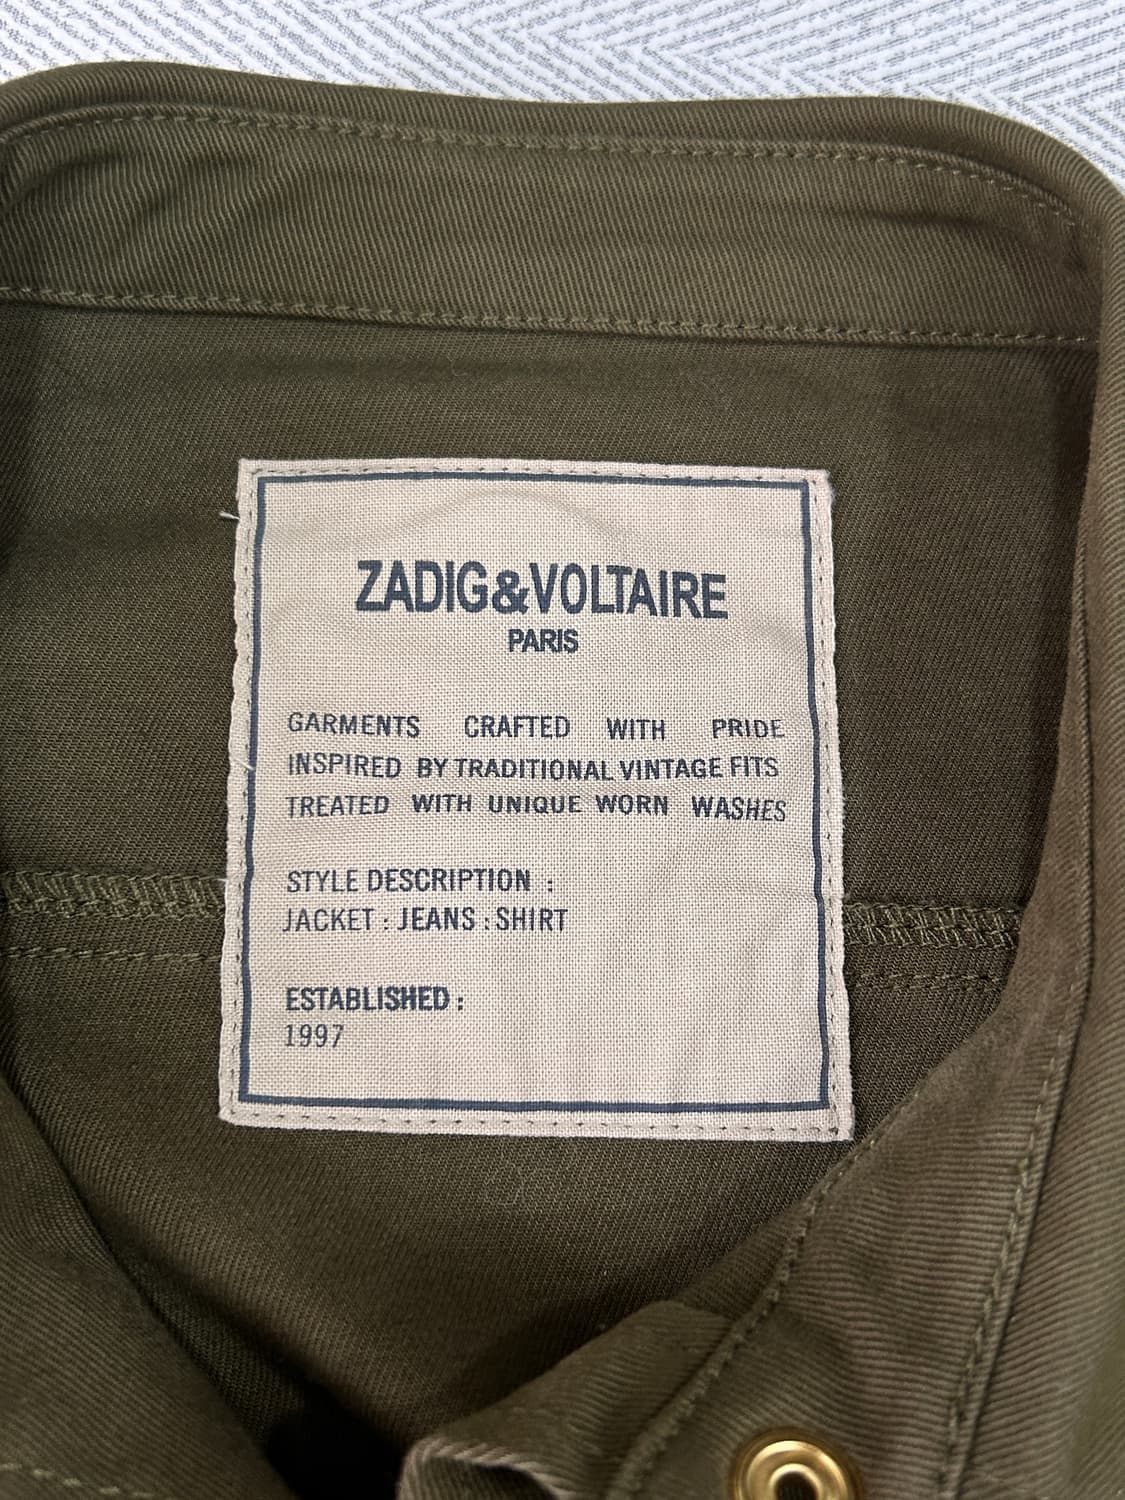 ZADIG&VOLTAIRE
PARIS
GARMENTS CRAFTED WITH PRIDE
INSPIRED BY TRADITIONAL VINTAGE FITS
TREATED WITH UNIQUE WORN WASHES
STYLE DESCRIPTION :
JACKET : JEANS : SHIRT
ESTABLISHED :
1997